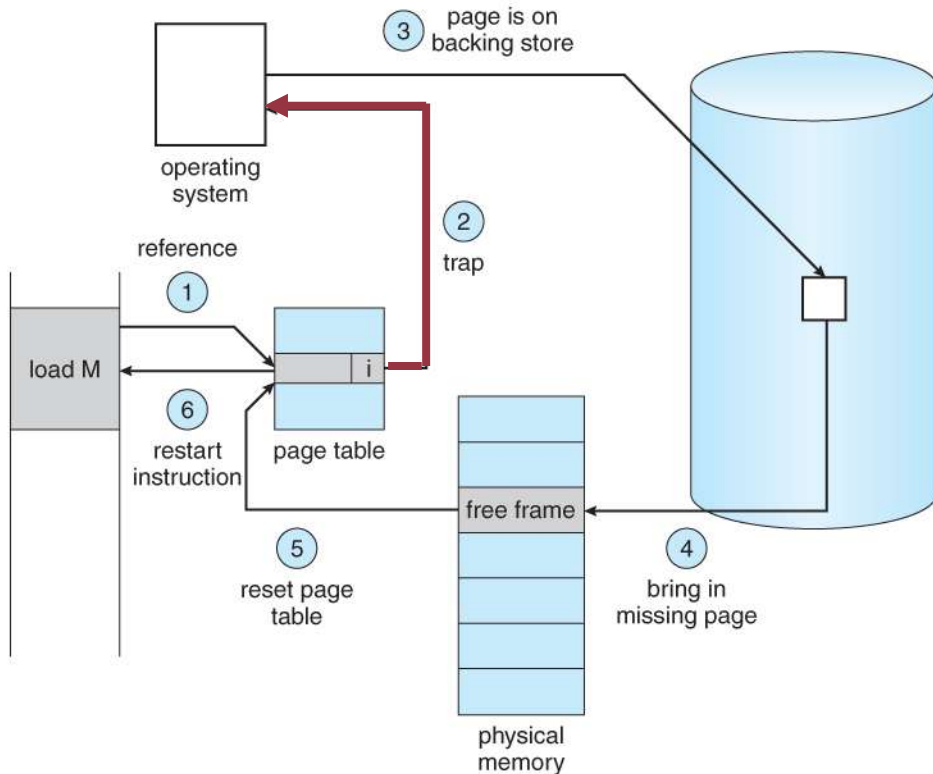 3
page is on
backing store
operating
system
2
trap
reference
1
load M
i
6
restart
instruction
page table
free frame
5
reset page
table
4
bring in
missing page
physical
memory